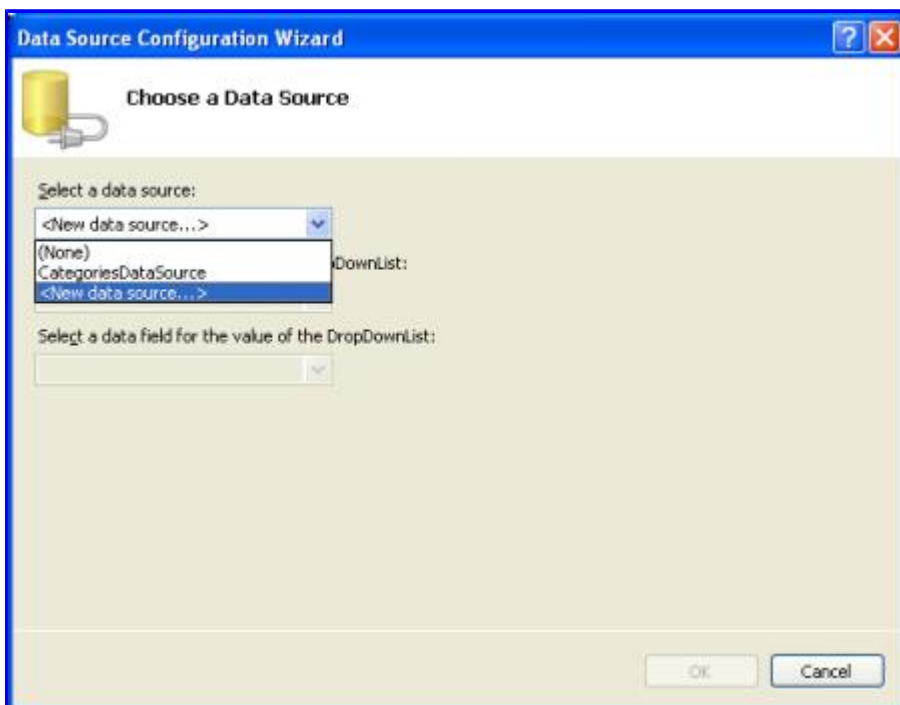 Data Source Configuration Wizard
Choose a Data Source
Select a data source:
<New data source...>
(None)
CategoriesDataSource
<New data source...>
DownList:
Select a data field for the value of the DropDownList:
OK
Cancel